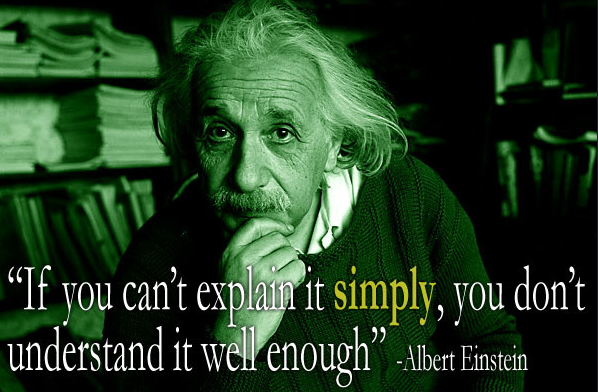 “If you can’t explain it simply, you don’t
understand it well enough” -Albert Einstein